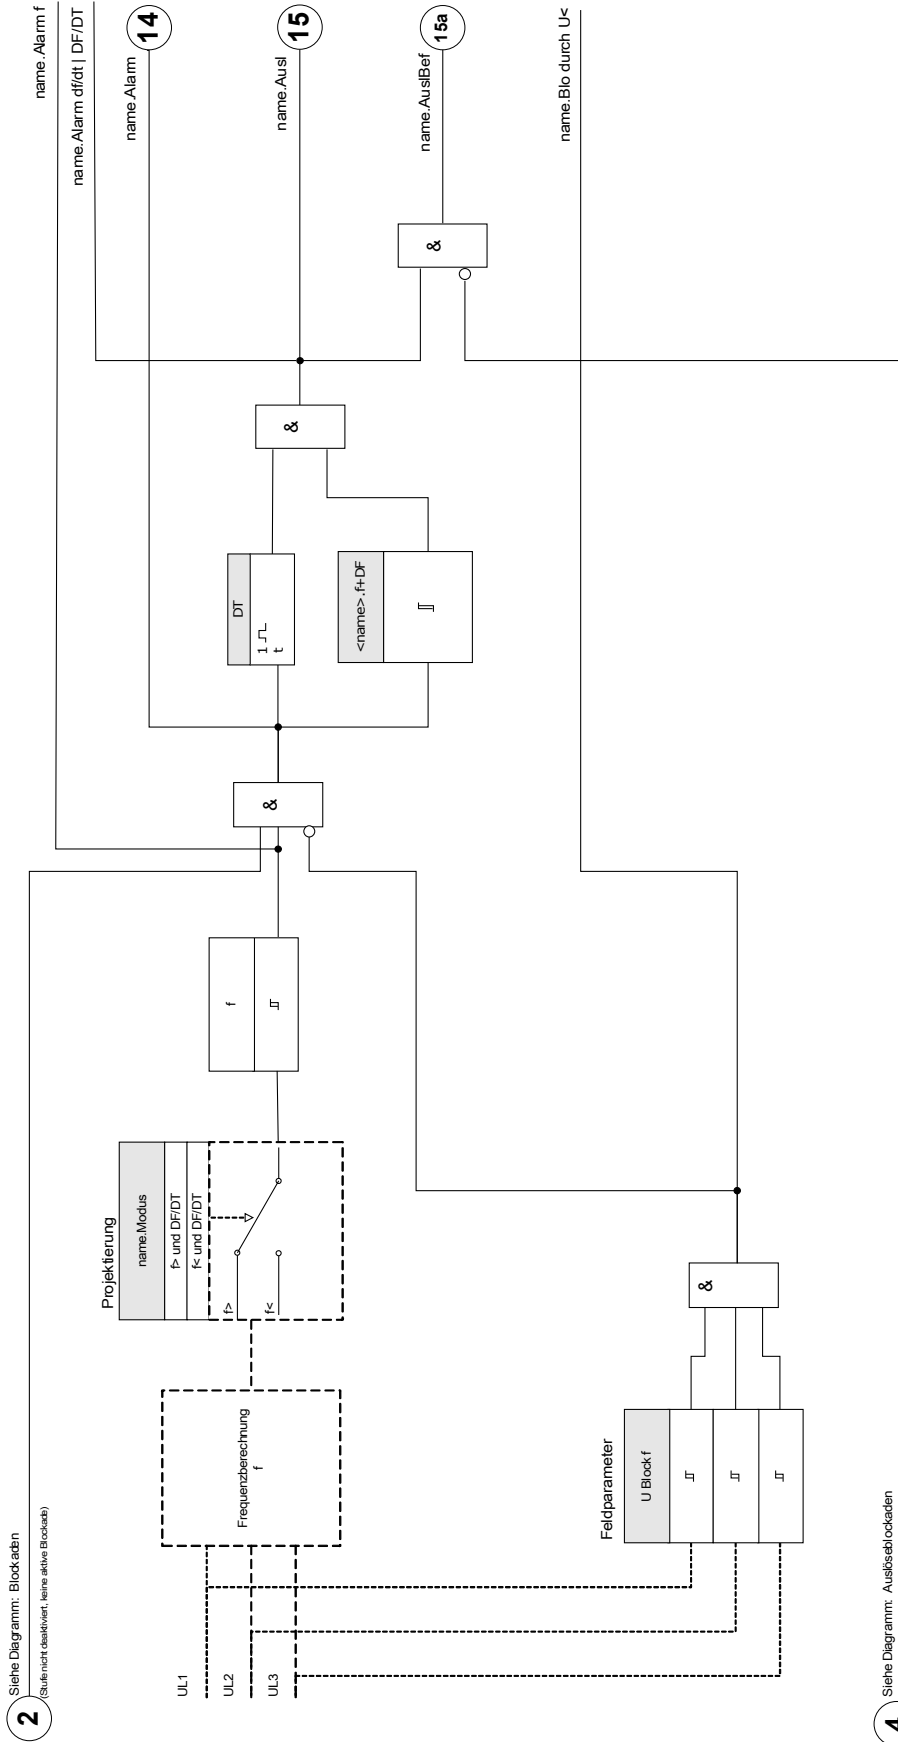 2
Siehe Diagramm: Blockaden
(Stufe nicht deaktiviert, keine aktive Blockade)
name.Alarm f
name.Alarm df/dt | DF/DT
14
name.Alarm
15
name.Ausl
15a
name.AuslBef
name.Blo durch U<
&
&
DT
1
t
<name>.f+DF
&
f
Projektierung
name.Modus
f> und DF/DT
f< und DF/DT
f>
f<
Frequenzberechnung
f
UL1
UL2
UL3
Feldparameter
U Block f
&
4
Siehe Diagramm: Auslöseblockaden